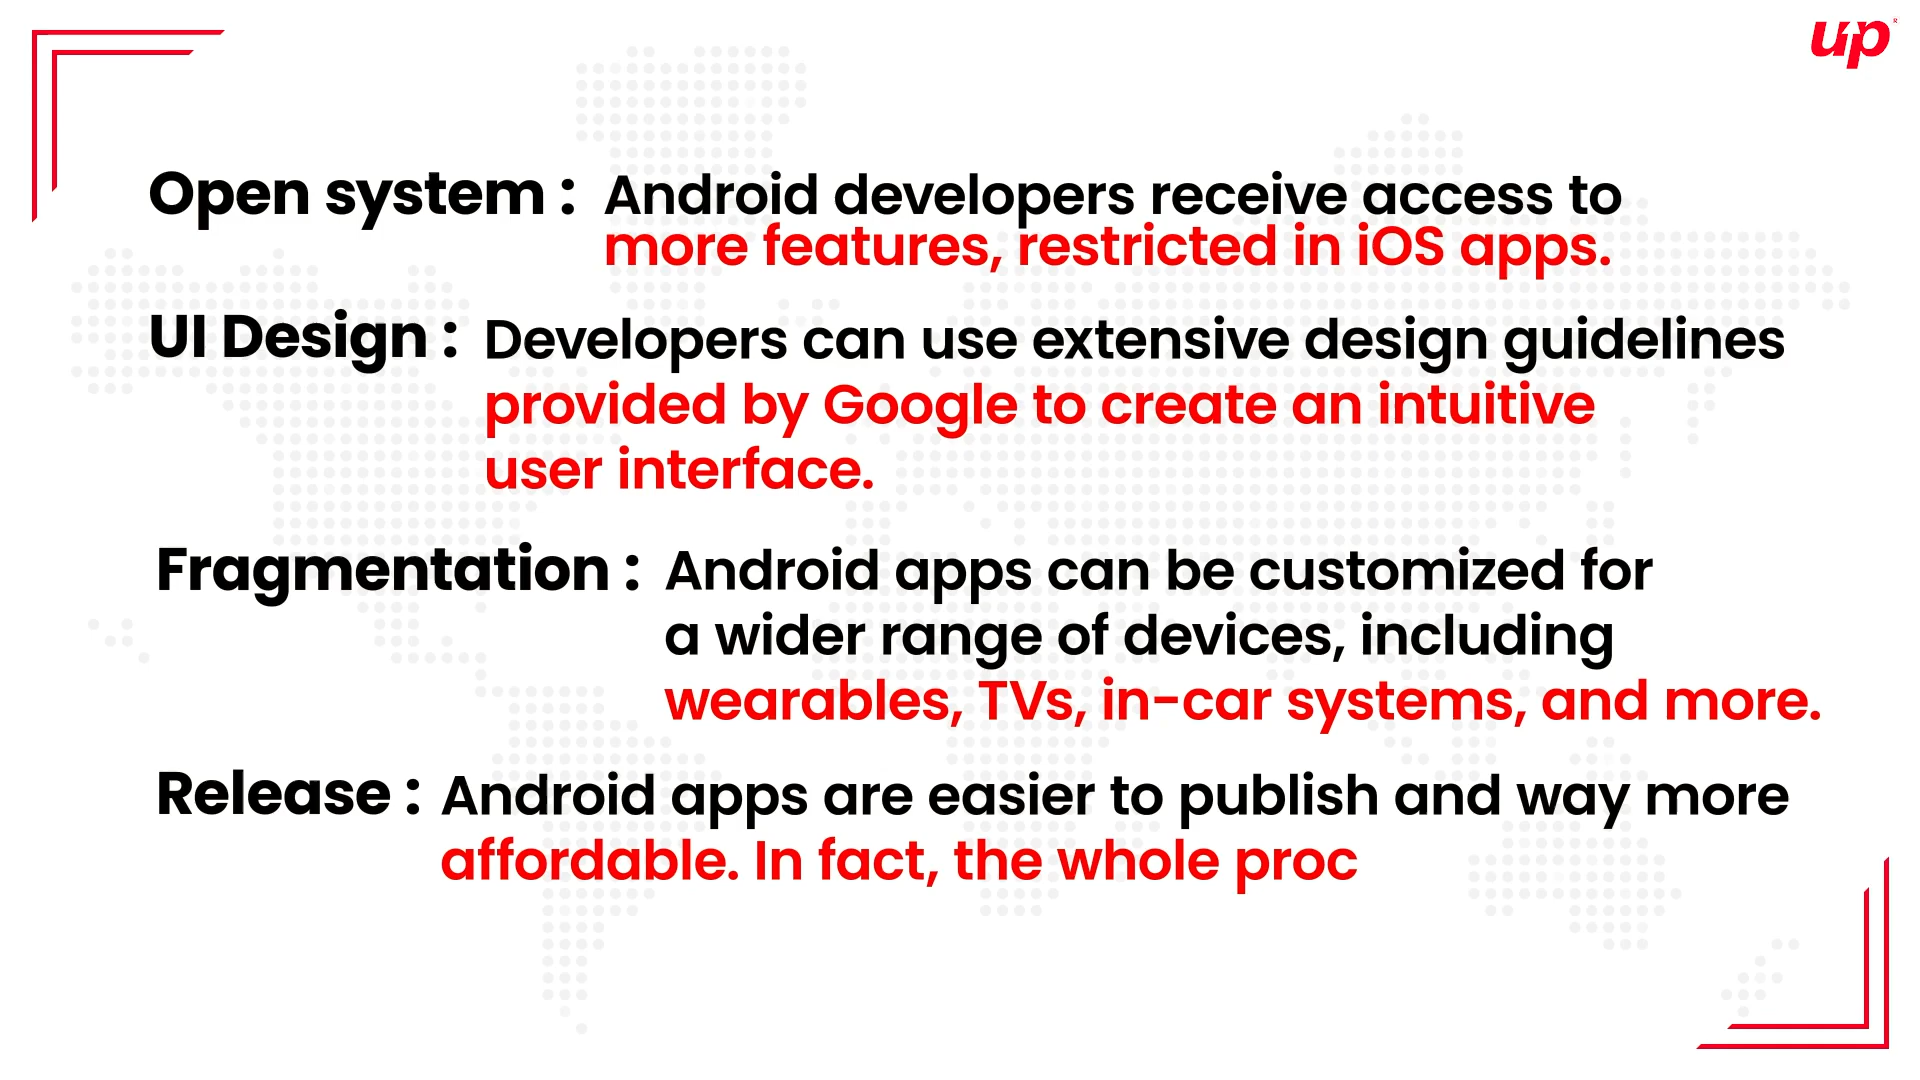 up
Open system : Android developers receive access to
more features, restricted in iOS apps.
UI Design : Developers can use extensive design guidelines
provided by Google to create an intuitive
user interface.
Fragmentation : Android apps can be customized for
a wider range of devices, including
wearables, TVs, in-car systems, and more.
Release : Android apps are easier to publish and way more
affordable. In fact, the whole proc